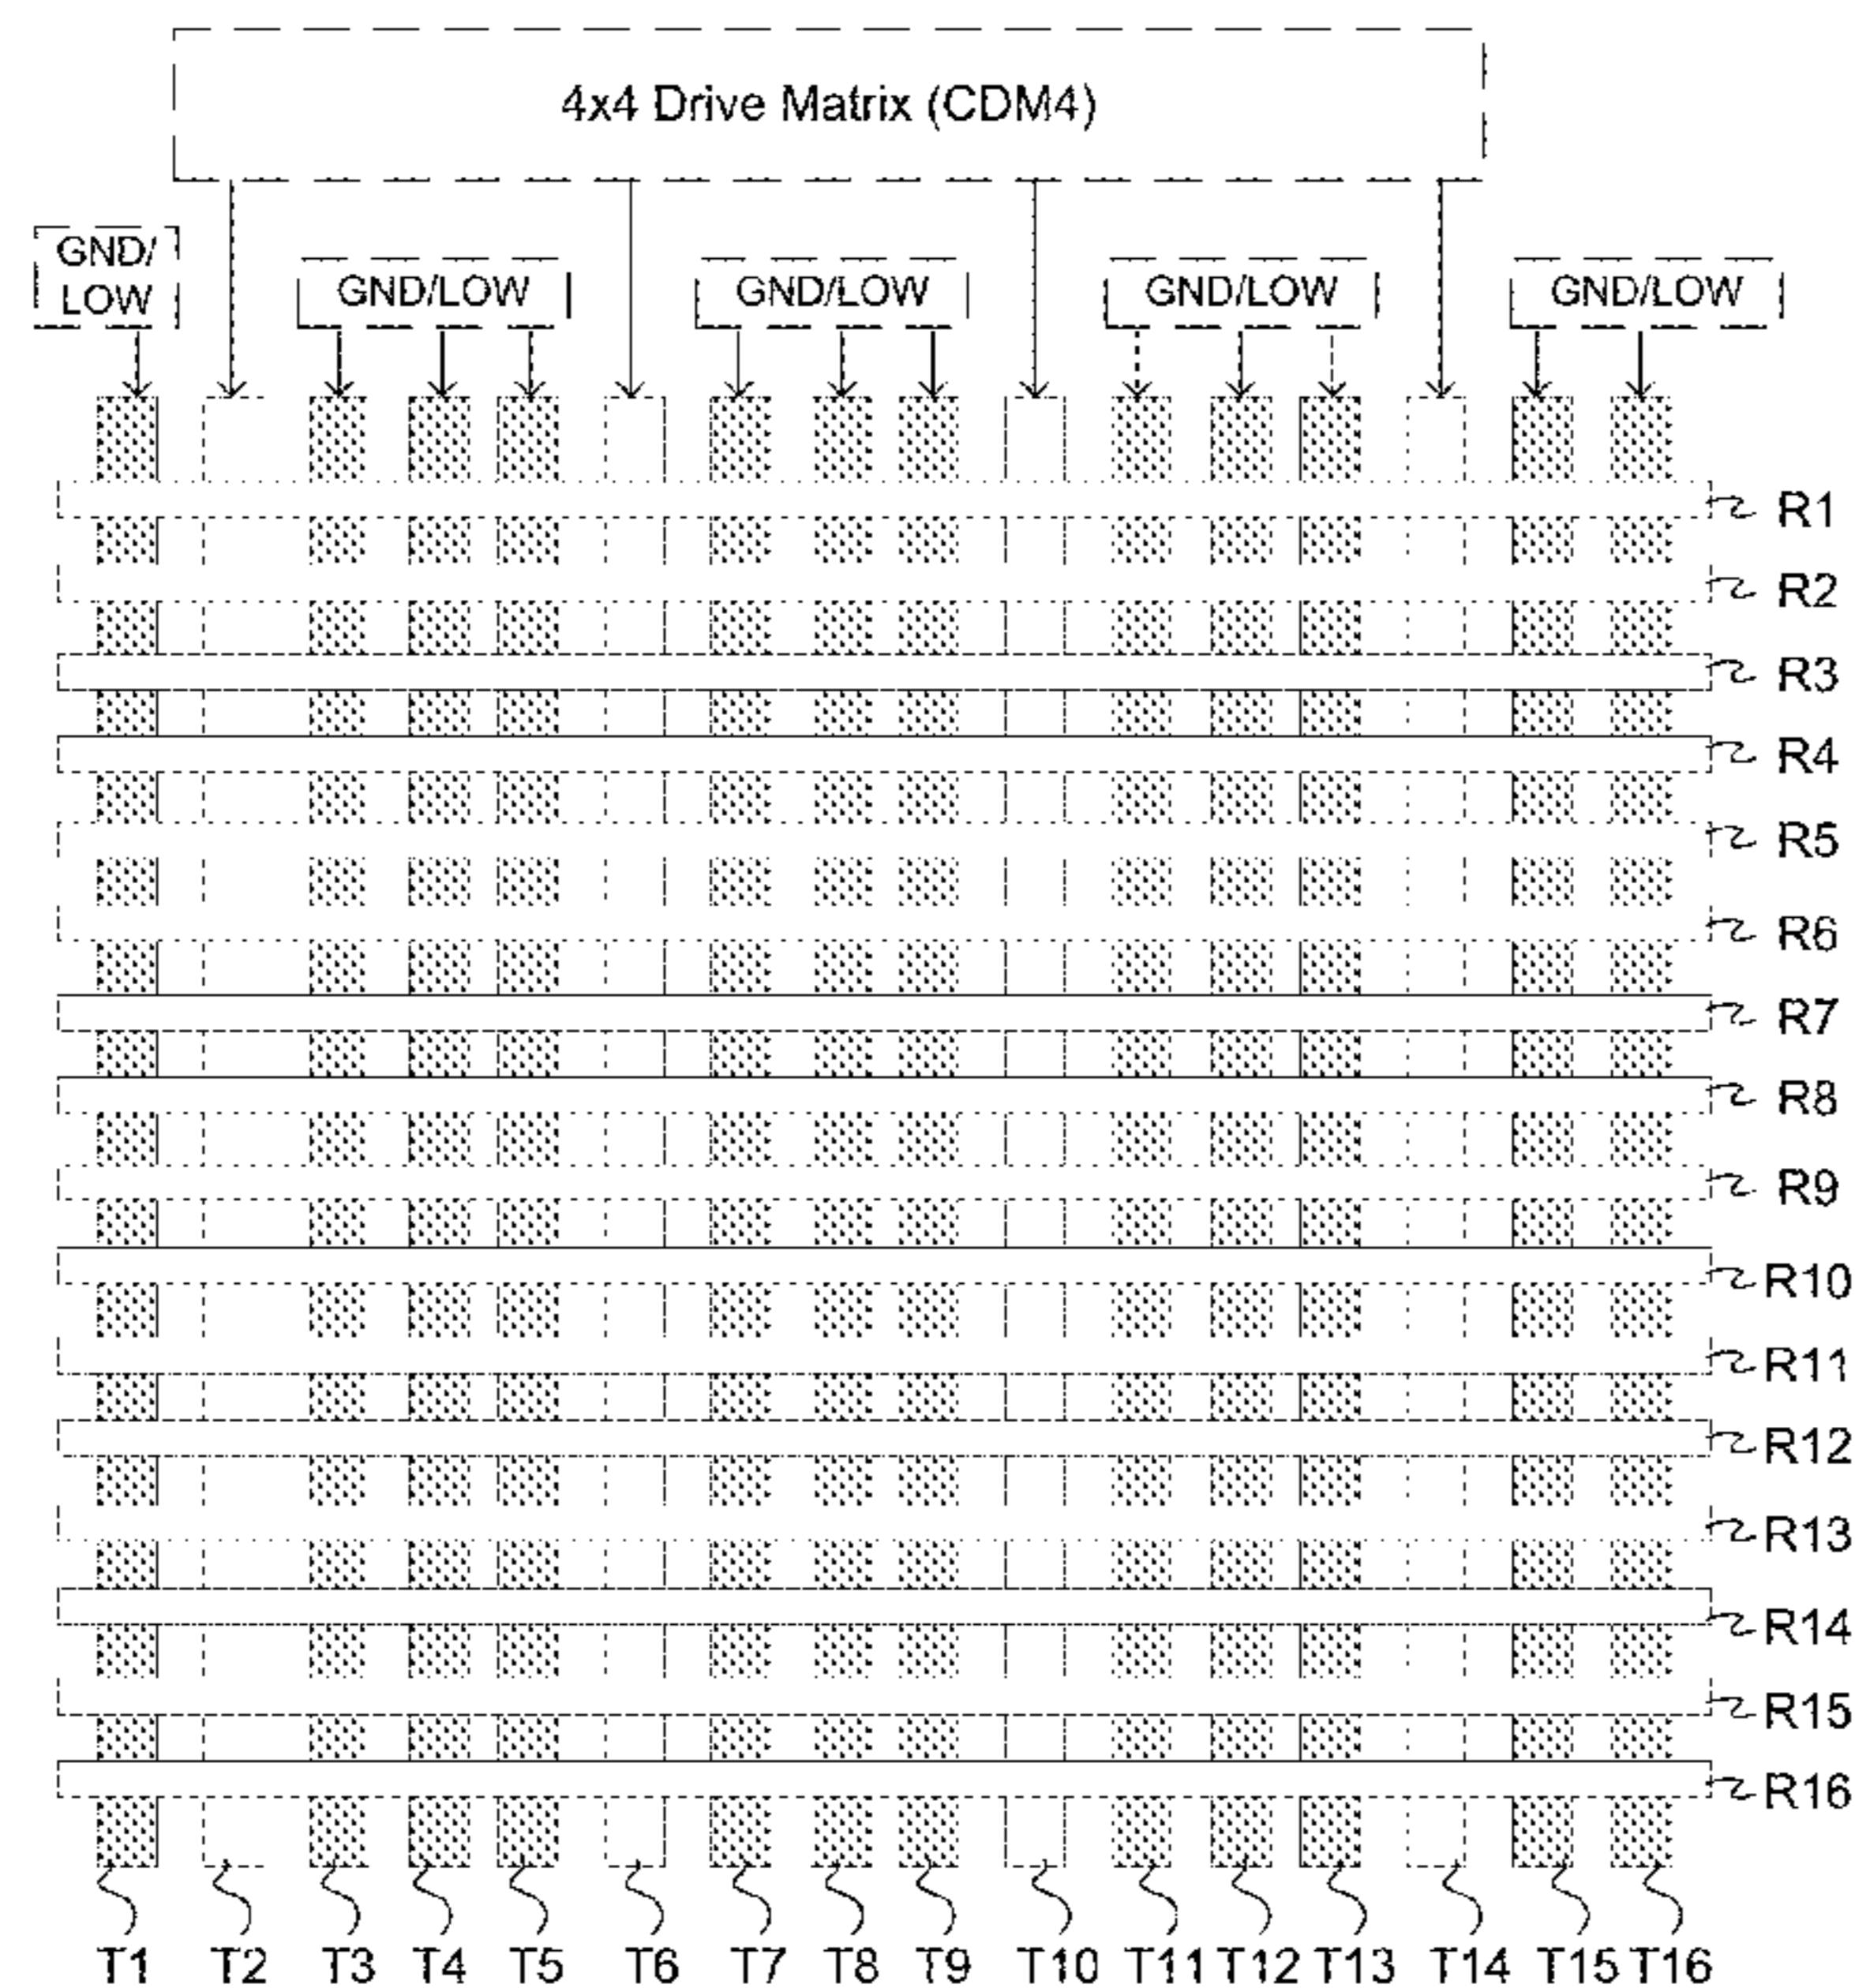 4x4 Drive Matrix (CDM4)
GND/
LOW
GND/LOW
GND/LOW
GND/LOW
GND/LOW
R1
R2
R3
R4
R5
R6
R7
R8
R9
R10
R11
R12
R13
R14
R15
R16
T1 T2 T3 T4 T5 T6 T7 T8 T9 T10 T11 T12 T13 T14 T15 T16